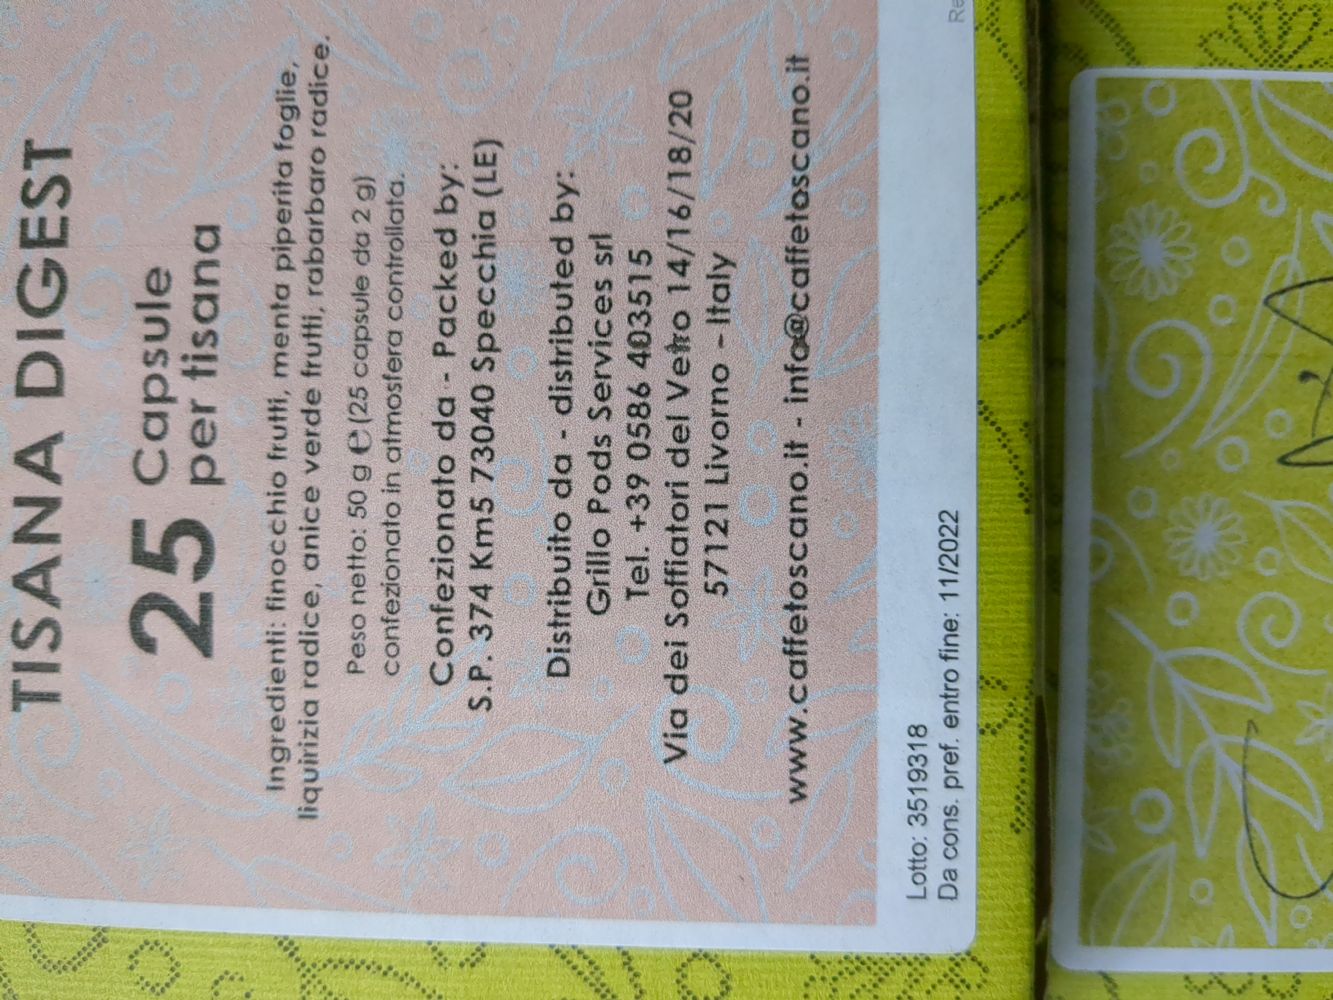 TISANA DIGEST
25 Capsule
per tisana
Ingredienti: finocchio frutti, menta piperita foglie,
liquirizia radice, anice verde frutti, rabarbaro radice.
Peso netto: 50 g ℮ (25 capsule da 2 g)
confezionato in atmosfera controllata.
Confezionato da - Packed by:
S.P. 374 Km5 73040 Specchia (LE)
Distribuito da - distributed by:
Grillo Pods Services srl
Tel. +39 0586 403515
Via dei Soffiatori del Vetro 14/16/18/20
57121 Livorno - Italy
www.caffetoscano.it - info@caffetoscano.it
Lotto: 3519318
Da cons. pref. entro fine: 11/2022